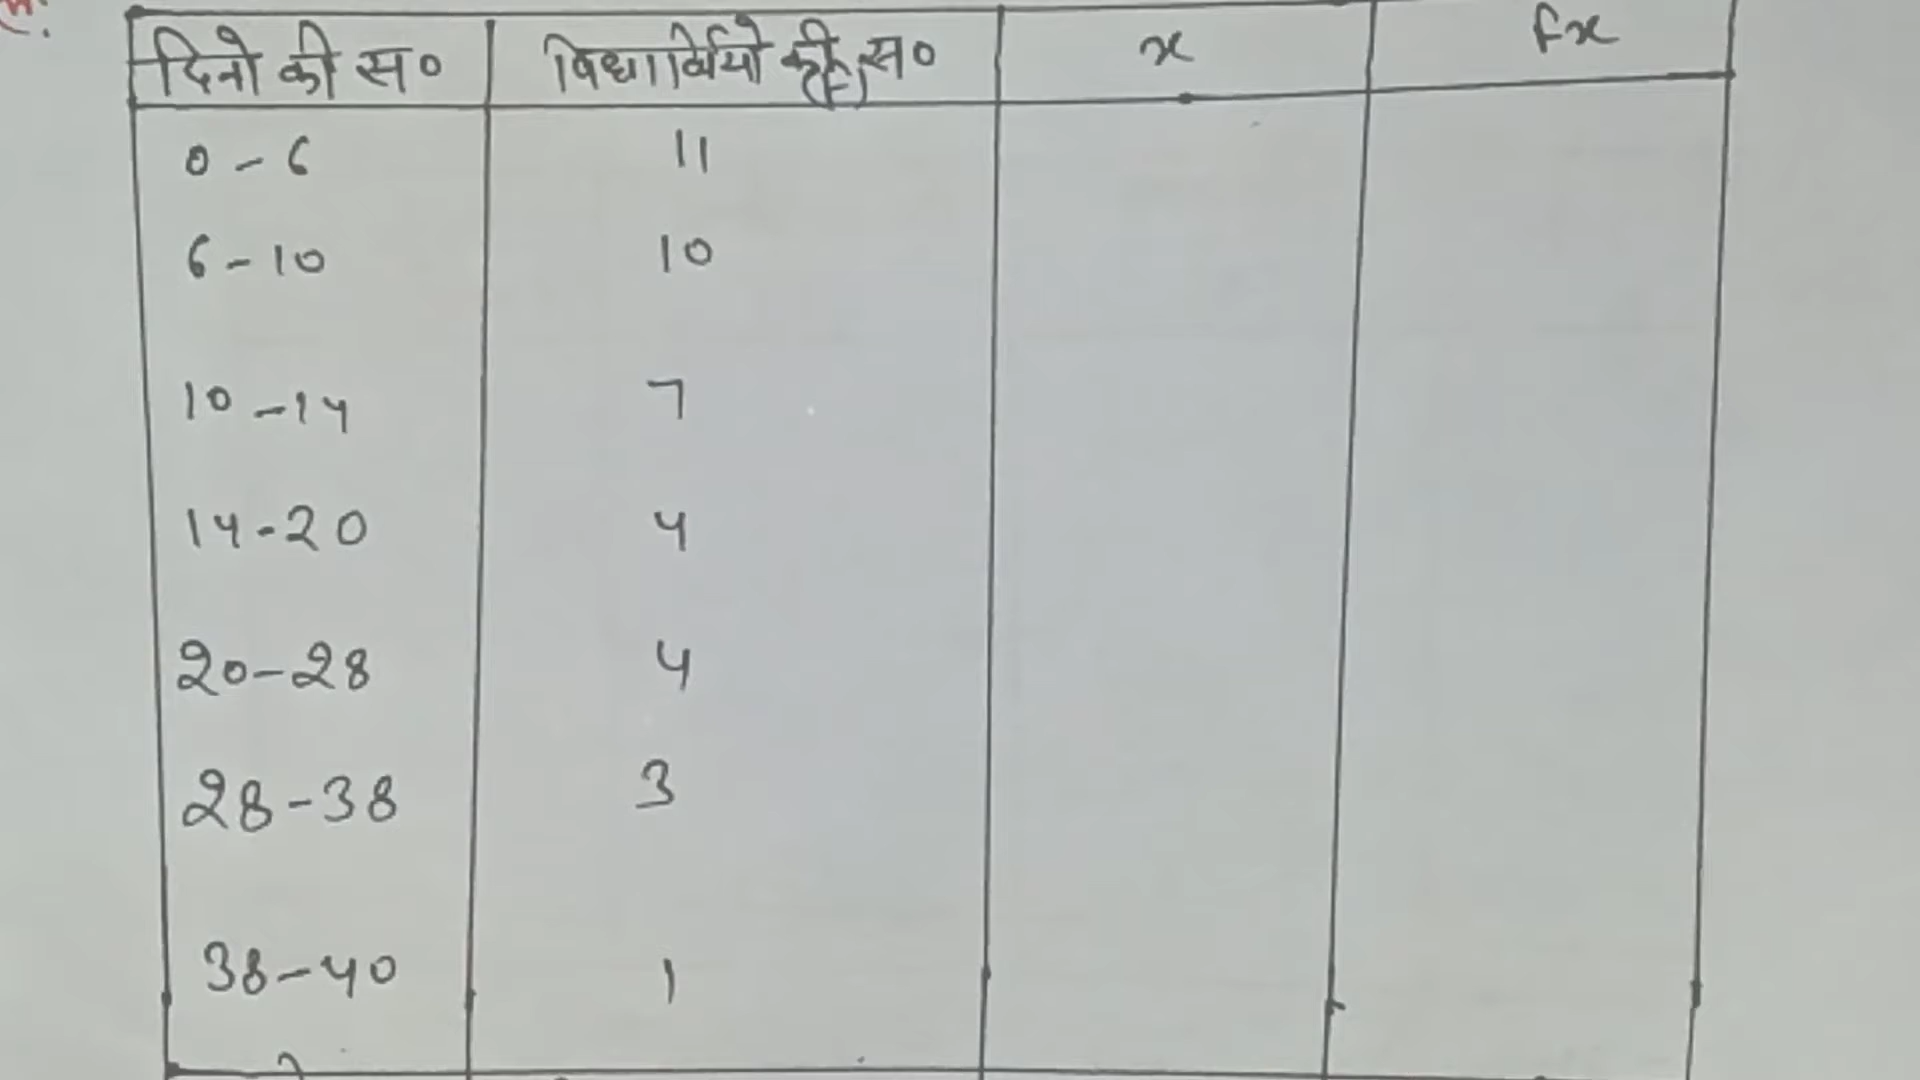 दिनो की स० विधार्थियो की स० x fx
(F)
0 - 6 11
6 - 10 10
10 - 14 7
14 - 20 4
20 - 28 4
28 - 38 3
38 - 40 1